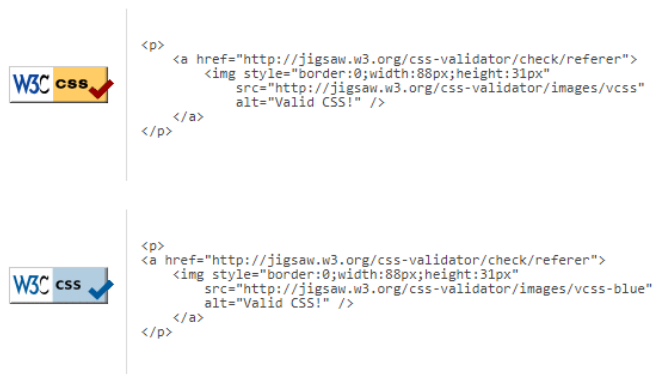 W3C css
<p>
    <a href="http://jigsaw.w3.org/css-validator/check/referer">
        <img style="border:0;width:88px;height:31px"
            src="http://jigsaw.w3.org/css-validator/images/vcss"
            alt="Valid CSS!" />
    </a>
</p>
W3C css
<p>
<a href="http://jigsaw.w3.org/css-validator/check/referer">
    <img style="border:0;width:88px;height:31px"
        src="http://jigsaw.w3.org/css-validator/images/vcss-blue"
        alt="Valid CSS!" />
    </a>
</p>